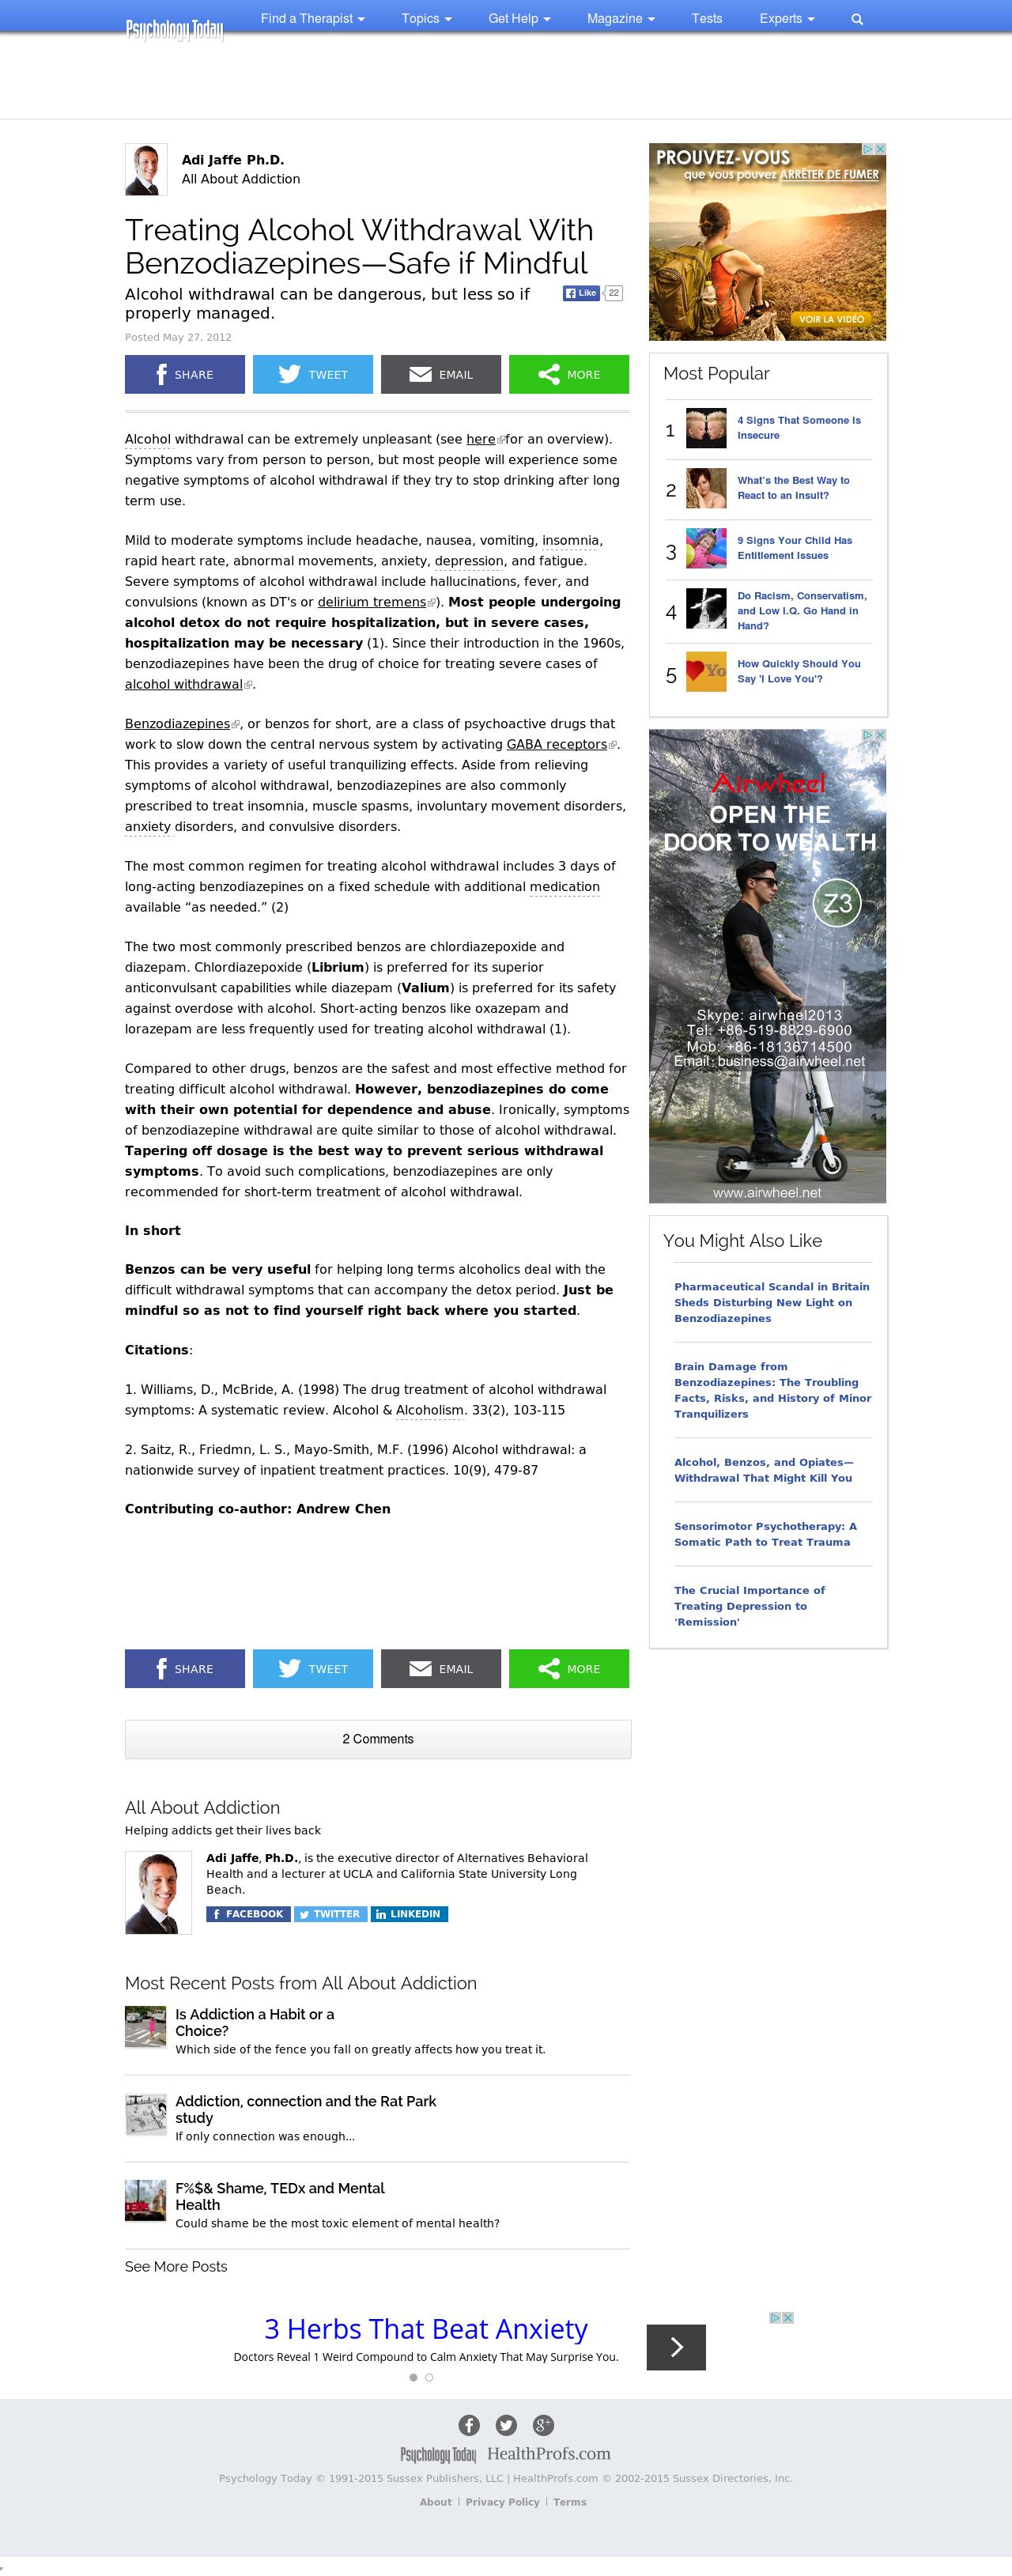 Psychology Today
Find a Therapist
Topics
Get Help
Magazine
Tests
Experts
Adi Jaffe Ph.D.
All About Addiction
Treating Alcohol Withdrawal With
Benzodiazepines—Safe if Mindful
Alcohol withdrawal can be dangerous, but less so if
properly managed.
Like 22
Posted May 27, 2012
SHARE
TWEET
EMAIL
MORE
Alcohol withdrawal can be extremely unpleasant (see here for an overview).
Symptoms vary from person to person, but most people will experience some
negative symptoms of alcohol withdrawal if they try to stop drinking after long
term use.
Mild to moderate symptoms include headache, nausea, vomiting, insomnia,
rapid heart rate, abnormal movements, anxiety, depression, and fatigue.
Severe symptoms of alcohol withdrawal include hallucinations, fever, and
convulsions (known as DT's or delirium tremens). Most people undergoing
alcohol detox do not require hospitalization, but in severe cases,
hospitalization may be necessary (1). Since their introduction in the 1960s,
benzodiazepines have been the drug of choice for treating severe cases of
alcohol withdrawal.
Benzodiazepines, or benzos for short, are a class of psychoactive drugs that
work to slow down the central nervous system by activating GABA receptors.
This provides a variety of useful tranquilizing effects. Aside from relieving
symptoms of alcohol withdrawal, benzodiazepines are also commonly
prescribed to treat insomnia, muscle spasms, involuntary movement disorders,
anxiety disorders, and convulsive disorders.
The most common regimen for treating alcohol withdrawal includes 3 days of
long-acting benzodiazepines on a fixed schedule with additional medication
available “as needed.” (2)
The two most commonly prescribed benzos are chlordiazepoxide and
diazepam. Chlordiazepoxide (Librium) is preferred for its superior
anticonvulsant capabilities while diazepam (Valium) is preferred for its safety
against overdose with alcohol. Short-acting benzos like oxazepam and
lorazepam are less frequently used for treating alcohol withdrawal (1).
Compared to other drugs, benzos are the safest and most effective method for
treating difficult alcohol withdrawal. However, benzodiazepines do come
with their own potential for dependence and abuse. Ironically, symptoms
of benzodiazepine withdrawal are quite similar to those of alcohol withdrawal.
Tapering off dosage is the best way to prevent serious withdrawal
symptoms. To avoid such complications, benzodiazepines are only
recommended for short-term treatment of alcohol withdrawal.
In short
Benzos can be very useful for helping long terms alcoholics deal with the
difficult withdrawal symptoms that can accompany the detox period. Just be
mindful so as not to find yourself right back where you started.
Citations:
1. Williams, D., McBride, A. (1998) The drug treatment of alcohol withdrawal
symptoms: A systematic review. Alcohol & Alcoholism. 33(2), 103-115
2. Saitz, R., Friedmn, L. S., Mayo-Smith, M.F. (1996) Alcohol withdrawal: a
nationwide survey of inpatient treatment practices. 10(9), 479-87
Contributing co-author: Andrew Chen
SHARE
TWEET
EMAIL
MORE
2 Comments
All About Addiction
Helping addicts get their lives back
Adi Jaffe, Ph.D., is the executive director of Alternatives Behavioral
Health and a lecturer at UCLA and California State University Long
Beach.
FACEBOOK
TWITTER
LINKEDIN
Most Recent Posts from All About Addiction
Is Addiction a Habit or a
Choice?
Which side of the fence you fall on greatly affects how you treat it.
Addiction, connection and the Rat Park
study
If only connection was enough...
F%$& Shame, TEDx and Mental
Health
Could shame be the most toxic element of mental health?
See More Posts
PROUVEZ-VOUS
que vous pouvez ARRÊTER DE FUMER
VOIR LA VIDÉO
Most Popular
1
4 Signs That Someone Is
Insecure
2
What's the Best Way to
React to an Insult?
3
9 Signs Your Child Has
Entitlement Issues
4
Do Racism, Conservatism,
and Low I.Q. Go Hand in
Hand?
5
Yo
How Quickly Should You
Say 'I Love You'?
Airwheel
OPEN THE
DOOR TO WEALTH
Z3
Skype: airwheel2013
Tel: +86-519-8829-6900
Mob: +86-18136714500
Email: business@airwheel.net
www.airwheel.net
You Might Also Like
Pharmaceutical Scandal in Britain
Sheds Disturbing New Light on
Benzodiazepines
Brain Damage from
Benzodiazepines: The Troubling
Facts, Risks, and History of Minor
Tranquilizers
Alcohol, Benzos, and Opiates—
Withdrawal That Might Kill You
Sensorimotor Psychotherapy: A
Somatic Path to Treat Trauma
The Crucial Importance of
Treating Depression to
'Remission'
3 Herbs That Beat Anxiety
Doctors Reveal 1 Weird Compound to Calm Anxiety That May Surprise You.
Psychology Today HealthProfs.com
Psychology Today © 1991-2015 Sussex Publishers, LLC | HealthProfs.com © 2002-2015 Sussex Directories, Inc.
About | Privacy Policy | Terms